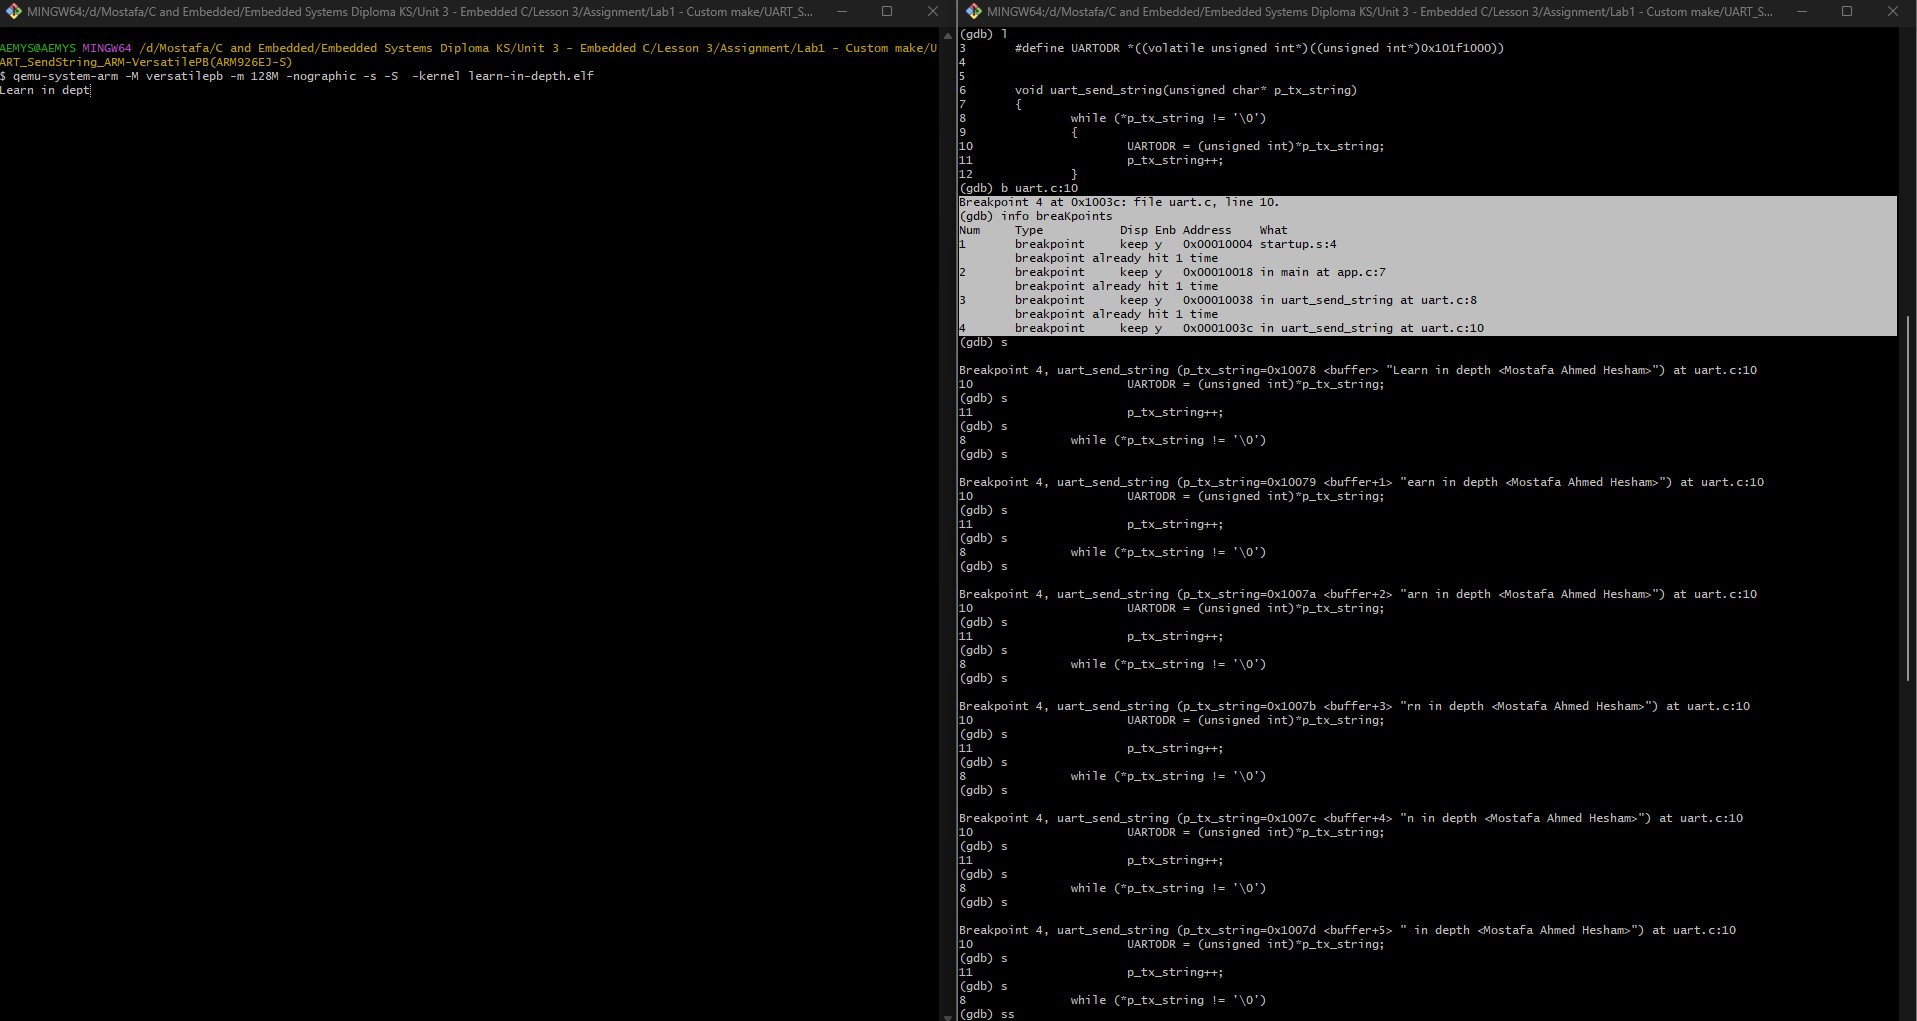 MINGW64:/d/Mostafa/C and Embedded/Embedded Systems Diploma KS/Unit 3 - Embedded C/Lesson 3/Assignment/Lab1 - Custom make/UART_S...
AEMYS@AEMYS MINGW64 /d/Mostafa/C and Embedded/Embedded Systems Diploma KS/Unit 3 - Embedded C/Lesson 3/Assignment/Lab1 - Custom make/U
ART_SendString_ARM-VersatilePB(ARM926EJ-S)
$ qemu-system-arm -M versatilepb -m 128M -nographic -s -S  -kernel learn-in-depth.elf
Learn in dept
MINGW64:/d/Mostafa/C and Embedded/Embedded Systems Diploma KS/Unit 3 - Embedded C/Lesson 3/Assignment/Lab1 - Custom make/UART_S...
(gdb) l
3       #define UARTODR *((volatile unsigned int*)((unsigned int*)0x101f1000))
4
5
6       void uart_send_string(unsigned char* p_tx_string)
7       {
8               while (*p_tx_string != '\0')
9               {
10                      UARTODR = (unsigned int)*p_tx_string;
11                      p_tx_string++;
12              }
(gdb) b uart.c:10
Breakpoint 4 at 0x1003c: file uart.c, line 10.
(gdb) info breaKpoints
Num     Type           Disp Enb Address    What
1       breakpoint     keep y   0x00010004 startup.s:4
        breakpoint already hit 1 time
2       breakpoint     keep y   0x00010018 in main at app.c:7
        breakpoint already hit 1 time
3       breakpoint     keep y   0x00010038 in uart_send_string at uart.c:8
        breakpoint already hit 1 time
4       breakpoint     keep y   0x0001003c in uart_send_string at uart.c:10
(gdb) s
Breakpoint 4, uart_send_string (p_tx_string=0x10078 <buffer> "Learn in depth <Mostafa Ahmed Hesham>") at uart.c:10
10                      UARTODR = (unsigned int)*p_tx_string;
(gdb) s
11                      p_tx_string++;
(gdb) s
8               while (*p_tx_string != '\0')
(gdb) s
Breakpoint 4, uart_send_string (p_tx_string=0x10079 <buffer+1> "earn in depth <Mostafa Ahmed Hesham>") at uart.c:10
10                      UARTODR = (unsigned int)*p_tx_string;
(gdb) s
11                      p_tx_string++;
(gdb) s
8               while (*p_tx_string != '\0')
(gdb) s
Breakpoint 4, uart_send_string (p_tx_string=0x1007a <buffer+2> "arn in depth <Mostafa Ahmed Hesham>") at uart.c:10
10                      UARTODR = (unsigned int)*p_tx_string;
(gdb) s
11                      p_tx_string++;
(gdb) s
8               while (*p_tx_string != '\0')
(gdb) s
Breakpoint 4, uart_send_string (p_tx_string=0x1007b <buffer+3> "rn in depth <Mostafa Ahmed Hesham>") at uart.c:10
10                      UARTODR = (unsigned int)*p_tx_string;
(gdb) s
11                      p_tx_string++;
(gdb) s
8               while (*p_tx_string != '\0')
(gdb) s
Breakpoint 4, uart_send_string (p_tx_string=0x1007c <buffer+4> "n in depth <Mostafa Ahmed Hesham>") at uart.c:10
10                      UARTODR = (unsigned int)*p_tx_string;
(gdb) s
11                      p_tx_string++;
(gdb) s
8               while (*p_tx_string != '\0')
(gdb) s
Breakpoint 4, uart_send_string (p_tx_string=0x1007d <buffer+5> " in depth <Mostafa Ahmed Hesham>") at uart.c:10
10                      UARTODR = (unsigned int)*p_tx_string;
(gdb) s
11                      p_tx_string++;
(gdb) s
8               while (*p_tx_string != '\0')
(gdb) ss